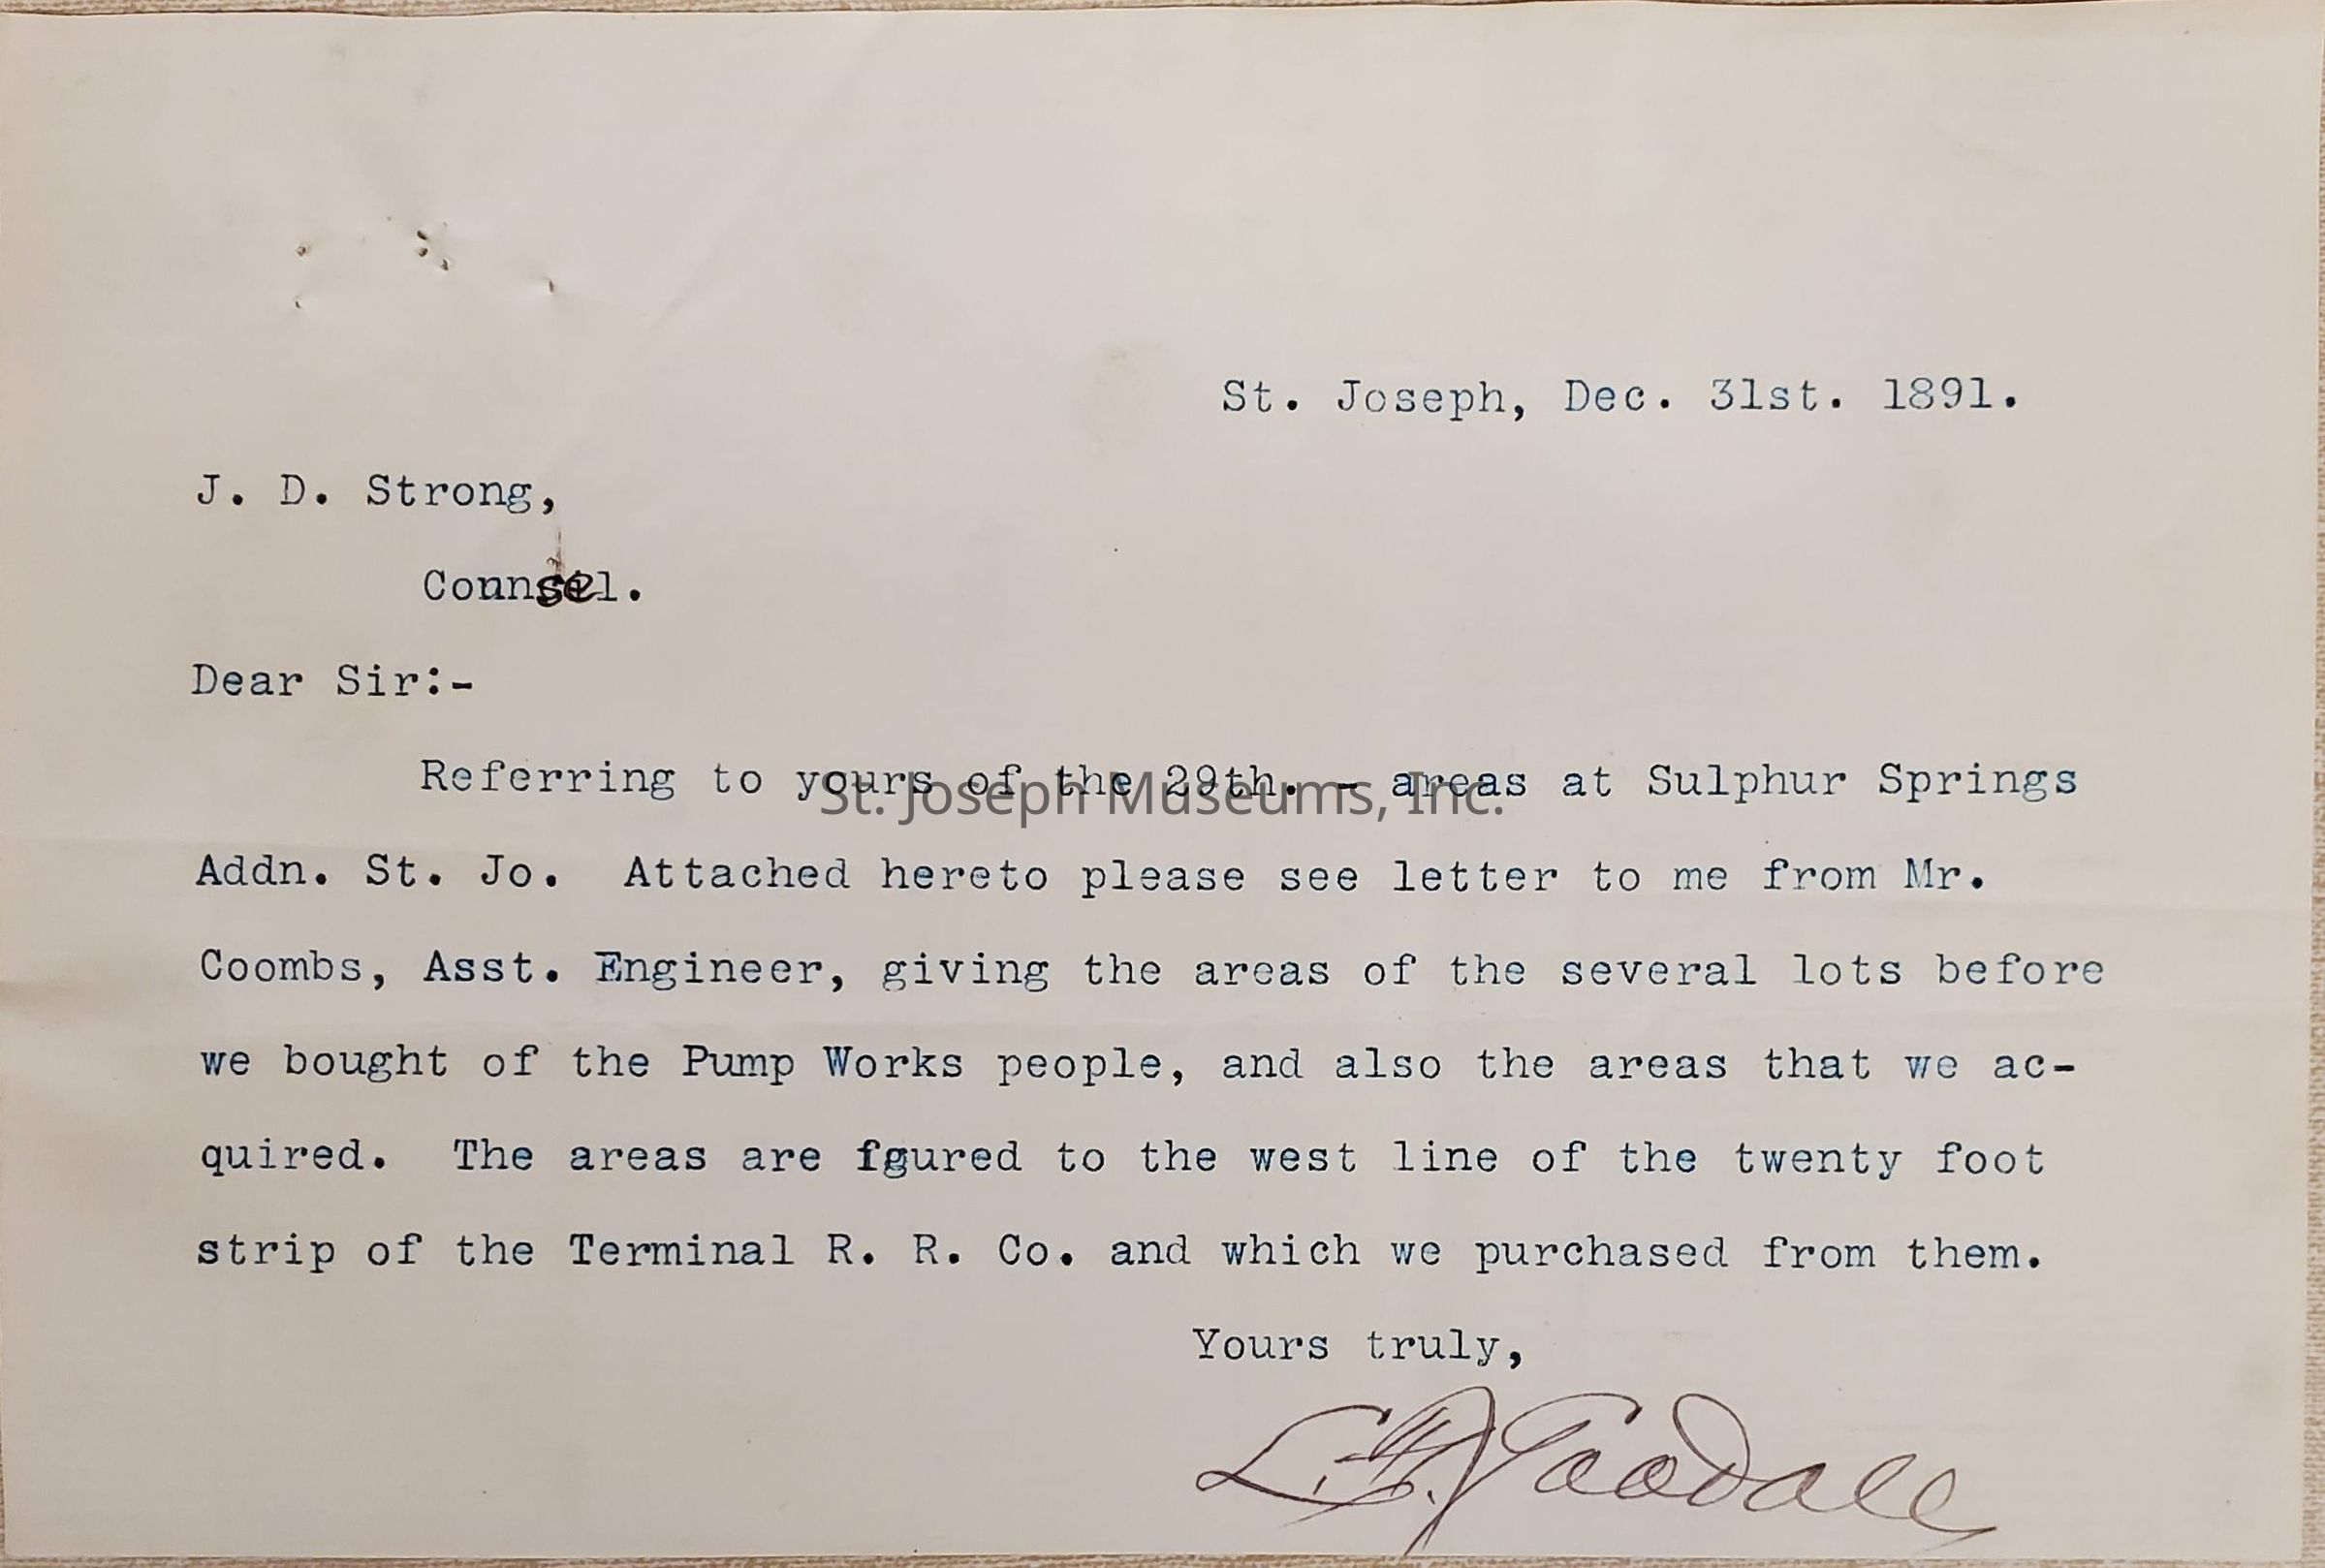 St. Joseph, Dec. 31st. 1891.
J. D. Strong,
Counsel.
Dear Sir:-
Referring to yours of the 29th. - areas at Sulphur Springs
St. Joseph Museums, Inc.
Addn. St. Jo. Attached hereto please see letter to me from Mr.
Coombs, Asst. Engineer, giving the areas of the several lots before
we bought of the Pump Works people, and also the areas that we ac-
quired. The areas are fgured to the west line of the twenty foot
strip of the Terminal R. R. Co. and which we purchased from them.
Yours truly,
Goodale